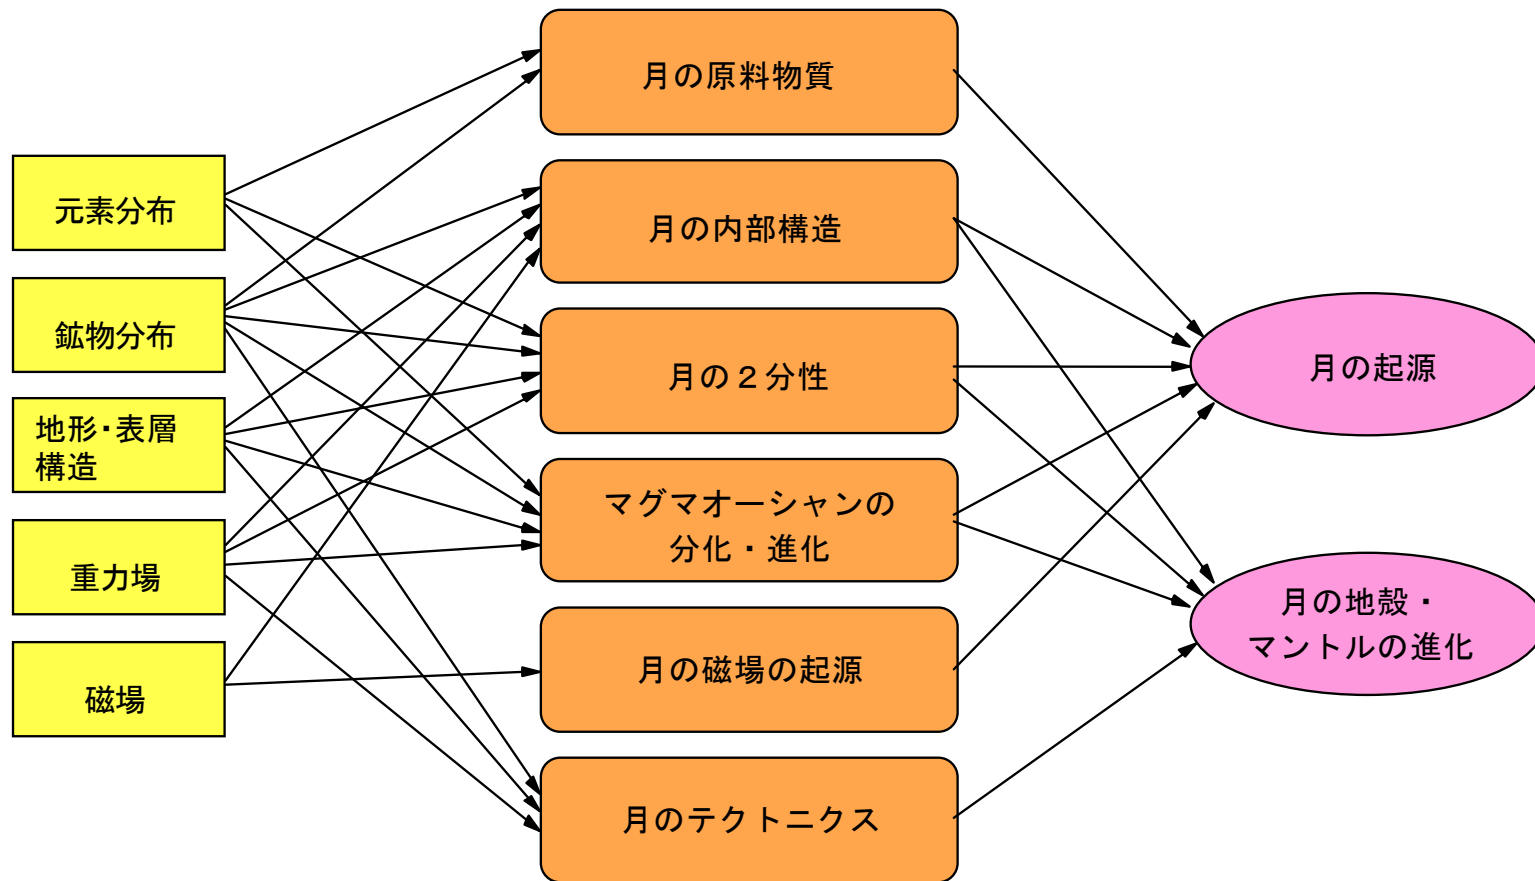 元素分布
鉱物分布
地形・表層
構造
重力場
磁場
月の原料物質
月の内部構造
月の２分性
マグマオーシャンの
分化・進化
月の磁場の起源
月のテクトニクス
月の起源
月の地殻・
マントルの進化